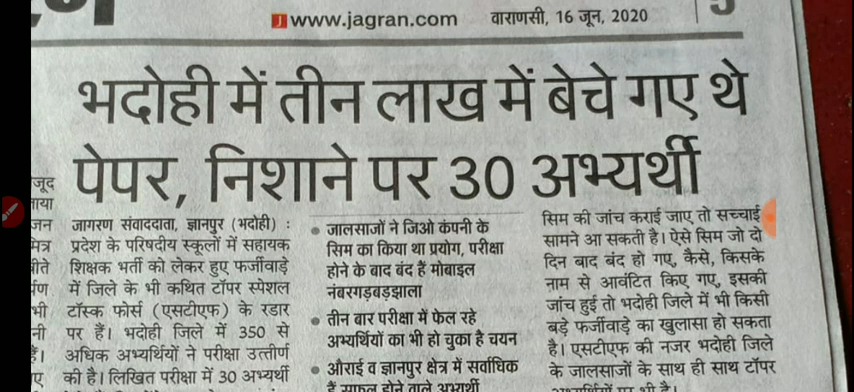 www.jagran.com वाराणसी, 16 जून, 2020
भदोही में तीन लाख में बेचे गए थे
पेपर, निशाने पर 30 अभ्यर्थी
जागरण संवाददाता, ज्ञानपुर (भदोही) :
प्रदेश के परिषदीय स्कूलों में सहायक
शिक्षक भर्ती को लेकर हुए फर्जीवाड़े
में जिले के भी कथित टॉपर स्पेशल
टॉस्क फोर्स (एसटीएफ) के रडार
पर हैं। भदोही जिले में 350 से
अधिक अभ्यर्थियों ने परीक्षा उत्तीर्ण
की है। लिखित परीक्षा में 30 अभ्यर्थी
जालसाजों ने जिओ कंपनी के
सिम का किया था प्रयोग, परीक्षा
होने के बाद बंद हैं मोबाइल
नंबरगड़बड़झाला
तीन बार परीक्षा में फेल रहे
अभ्यर्थियों का भी हो चुका है चयन
औराई व ज्ञानपुर क्षेत्र में सर्वाधिक
हैं सफल होने वाले अभ्यर्थी
सिम की जांच कराई जाए तो सच्चाई
सामने आ सकती है। ऐसे सिम जो दो
दिन बाद बंद हो गए, कैसे, किसके
नाम से आवंटित किए गए, इसकी
जांच हुई तो भदोही जिले में भी किसी
बड़े फर्जीवाड़े का खुलासा हो सकता
है। एसटीएफ की नजर भदोही जिले
के जालसाजों के साथ ही साथ टॉपर